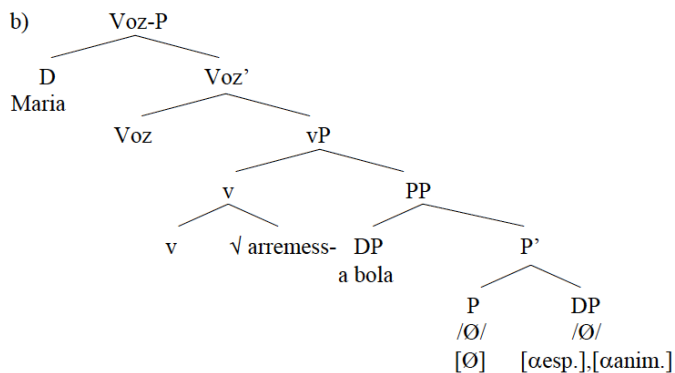 b) Voz-P
D Voz’
Maria
Voz vP
v PP
v √ arremess- DP P’
a bola
P DP
/Ø/ /Ø/
[Ø] [αesp.],[αanim.]